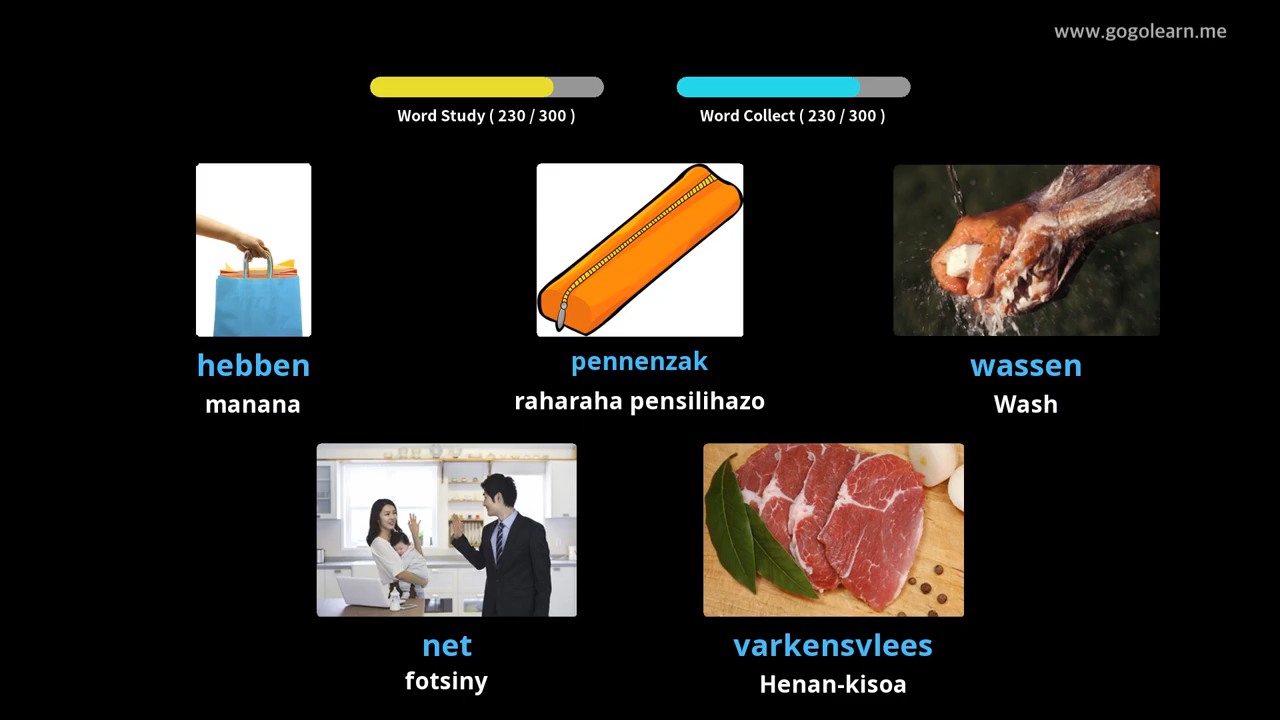 www.gogolearn.me
Word Study ( 230 / 300 )
Word Collect ( 230 / 300 )
hebben
manana
pennenzak
raharaha pensilihazo
wassen
Wash
net
fotsiny
varkensvlees
Henan-kisoa